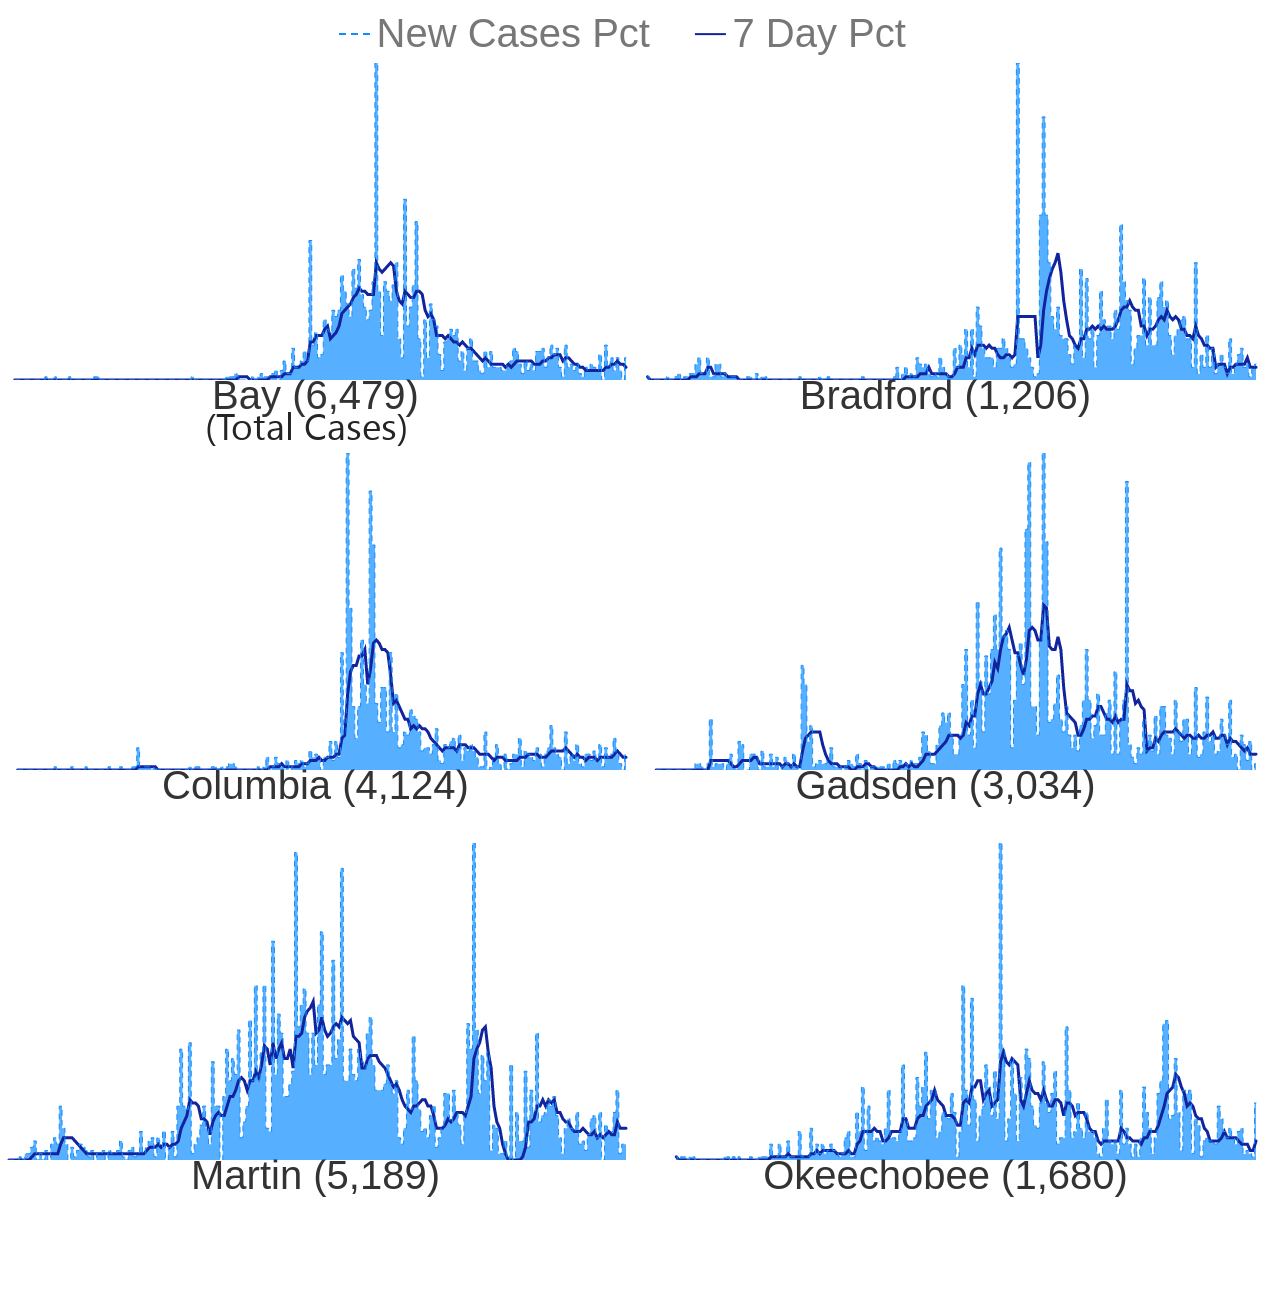 New Cases Pct 7 Day Pct
Bay (6,479) Bradford (1,206)
(Total Cases)
Columbia (4,124) Gadsden (3,034)
Martin (5,189) Okeechobee (1,680)